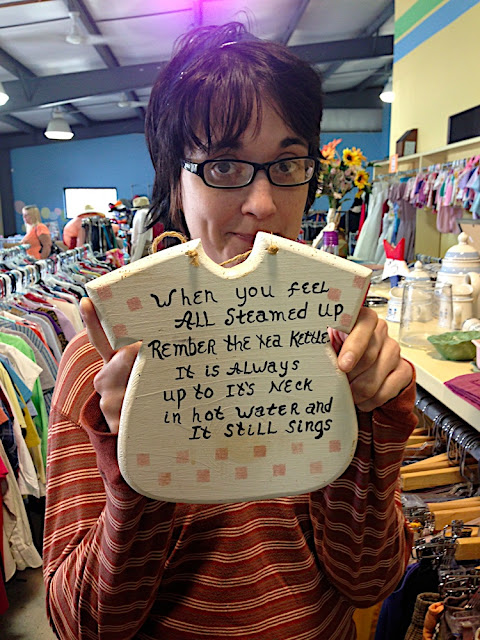 When you feel
All Steamed up
Rember the tea Kettle
It is Always
up to It's Neck
in hot water and
It Still Sings